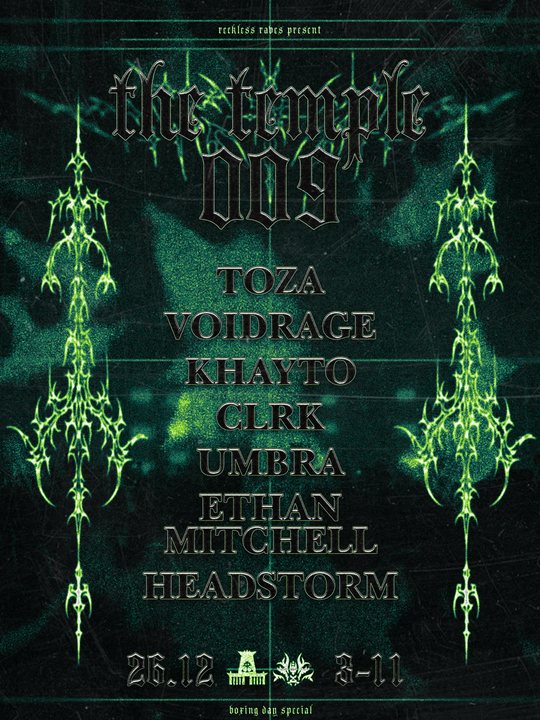 reckless raves present
the temple
009
TOZA
VOIDRAGE
KHAYTO
CLRK
UMBRA
ETHAN
MITCHELL
HEADSTORM
26.12 3-11
boxing day special